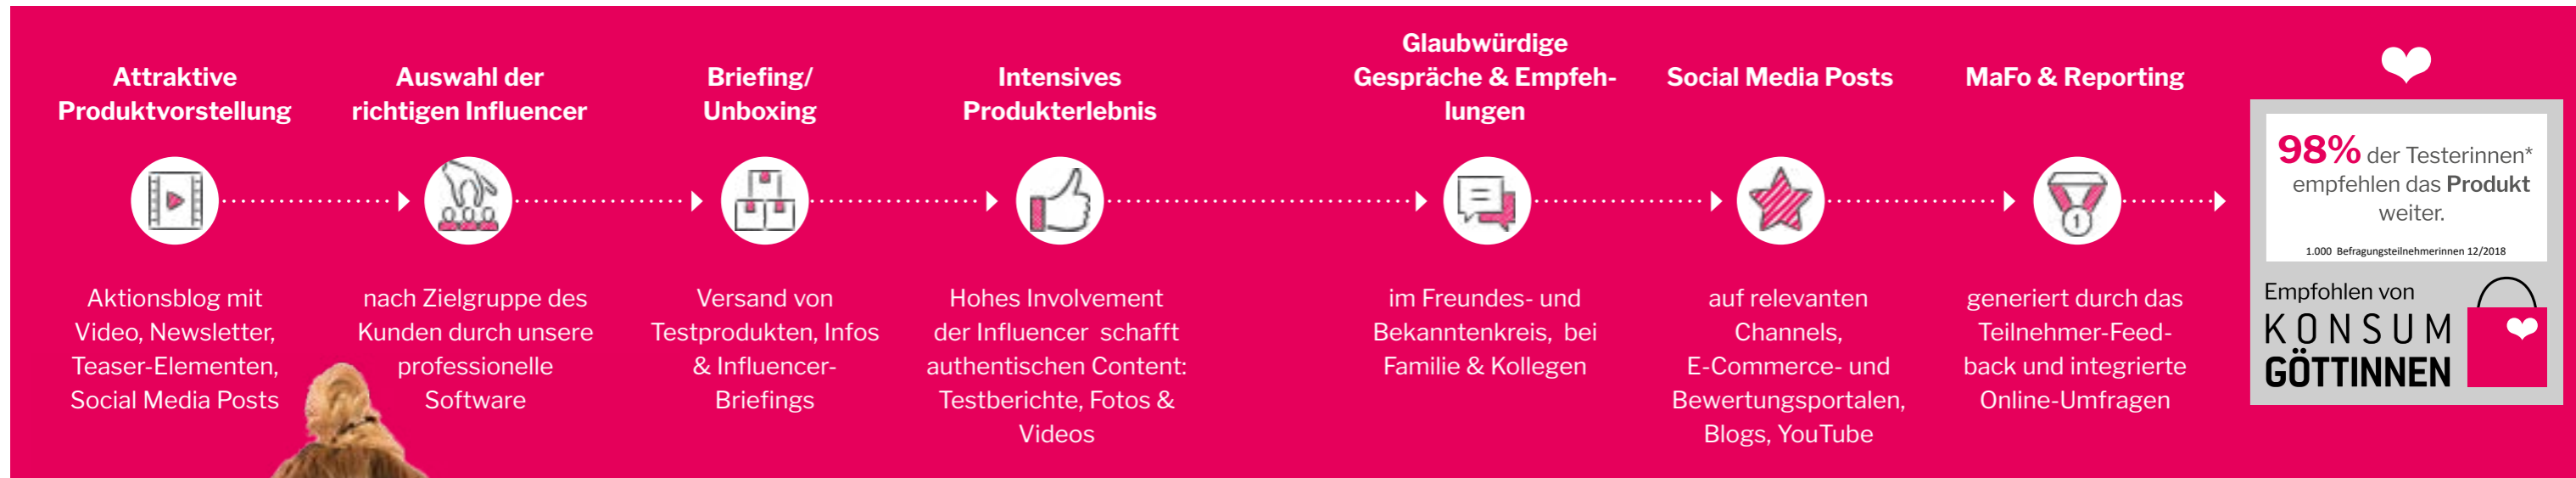 Attraktive
Produktvorstellung
Aktionsblog mit
Video, Newsletter,
Teaser-Elementen,
Social Media Posts
Auswahl der
richtigen Influencer
nach Zielgruppe des
Kunden durch unsere
professionelle
Software
Briefing/
Unboxing
Versand von
Testprodukten, Infos
& Influencer-
Briefings
Intensives
Produkterlebnis
Hohes Involvement
der Influencer schafft
authentischen Content:
Testberichte, Fotos &
Videos
Glaubwürdige
Gespräche & Empfeh-
lungen
im Freundes- und
Bekanntenkreis, bei
Familie & Kollegen
Social Media Posts
auf relevanten
Channels,
E-Commerce- und
Bewertungsportalen,
Blogs, YouTube
MaFo & Reporting
1
generiert durch das
Teilnehmer-Feed-
back und integrierte
Online-Umfragen
98% der Testerinnen*
empfehlen das Produkt
weiter.
1.000 Befragungsteilnehmerinnen 12/2018
Empfohlen von
KONSUM
GÖTTINNEN